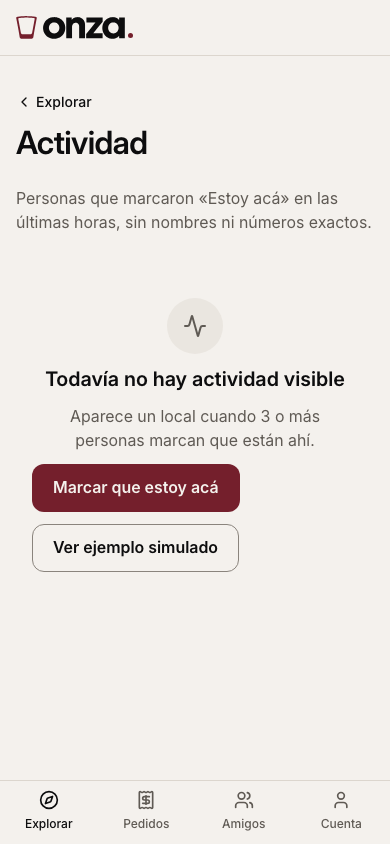 onza.
Explorar
Actividad
Personas que marcaron «Estoy acá» en las
últimas horas, sin nombres ni números exactos.
Todavía no hay actividad visible
Aparece un local cuando 3 o más
personas marcan que están ahí.
Marcar que estoy acá
Ver ejemplo simulado
Explorar
Pedidos
Amigos
Cuenta